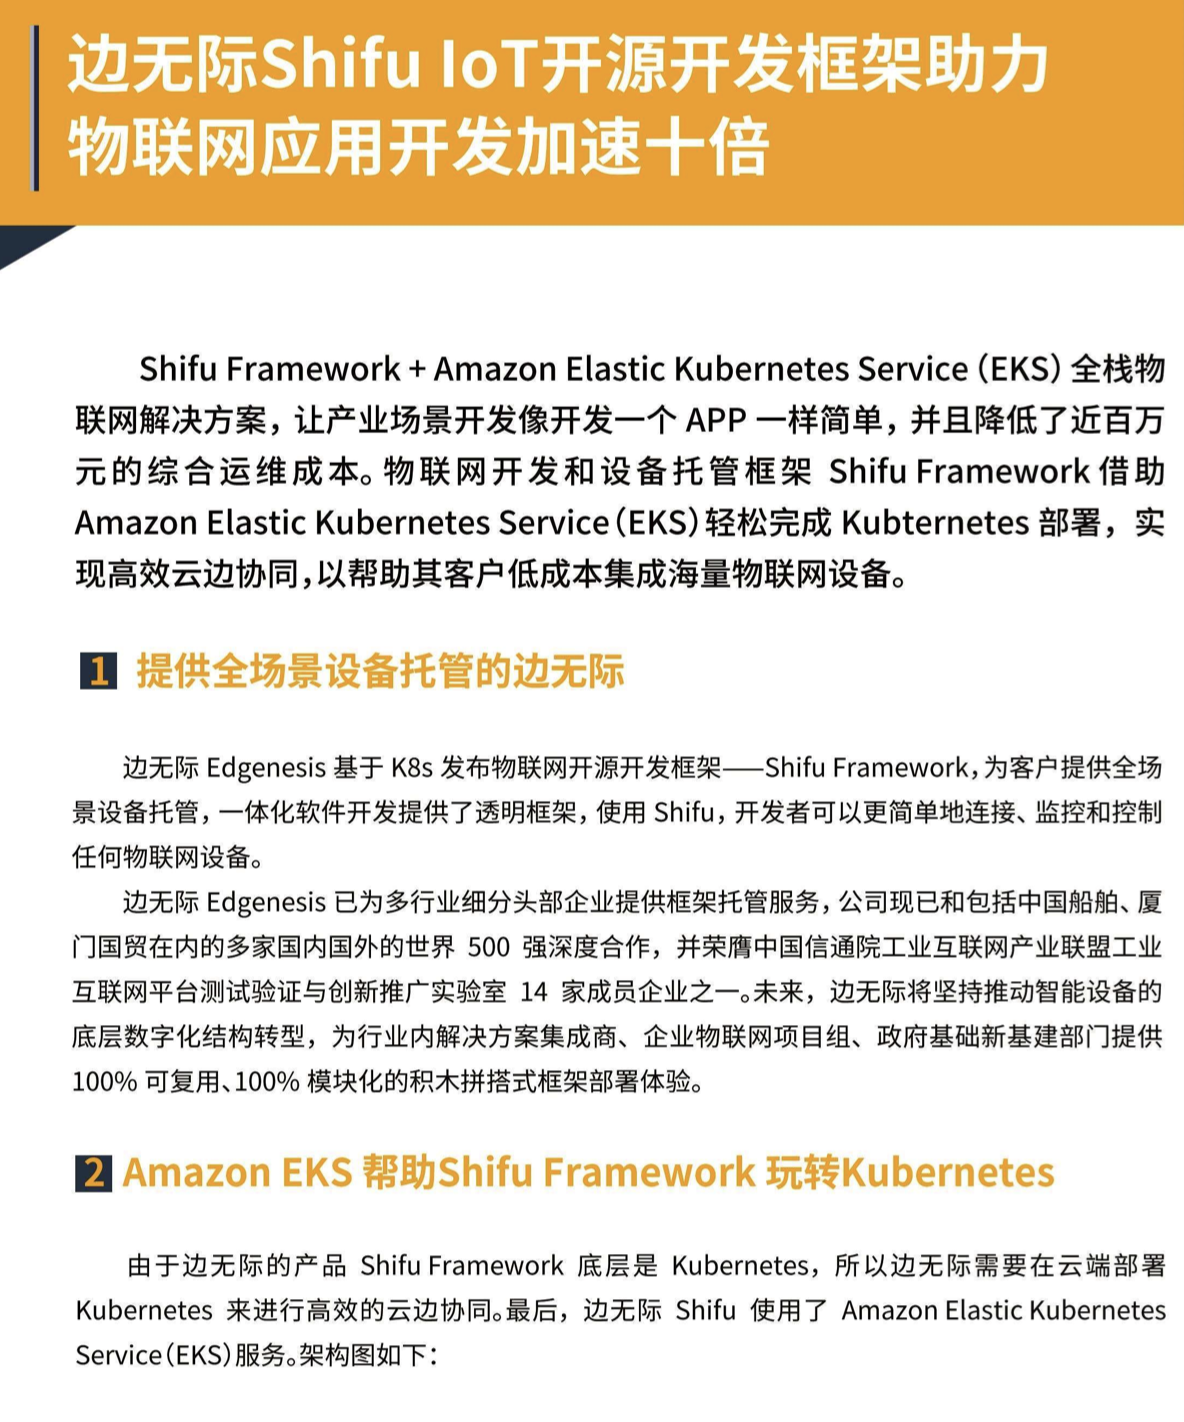 边无际Shifu IoT开源开发框架助力
物联网应用开发加速十倍
Shifu Framework + Amazon Elastic Kubernetes Service（EKS）全栈物
联网解决方案，让产业场景开发像开发一个 APP 一样简单，并且降低了近百万
元的综合运维成本。物联网开发和设备托管框架 Shifu Framework 借助
Amazon Elastic Kubernetes Service（EKS）轻松完成 Kubternetes 部署，实
现高效云边协同，以帮助其客户低成本集成海量物联网设备。
1 提供全场景设备托管的边无际
边无际 Edgenesis 基于 K8s 发布物联网开源开发框架——Shifu Framework，为客户提供全场
景设备托管，一体化软件开发提供了透明框架，使用 Shifu，开发者可以更简单地连接、监控和控制
任何物联网设备。
边无际 Edgenesis 已为多行业细分头部企业提供框架托管服务，公司现已和包括中国船舶、厦
门国贸在内的多家国内国外的世界 500 强深度合作，并荣膺中国信通院工业互联网产业联盟工业
互联网平台测试验证与创新推广实验室 14 家成员企业之一。未来，边无际将坚持推动智能设备的
底层数字化结构转型，为行业内解决方案集成商、企业物联网项目组、政府基础新基建部门提供
100% 可复用、100% 模块化的积木拼搭式框架部署体验。
2 Amazon EKS 帮助Shifu Framework 玩转Kubernetes
由于边无际的产品 Shifu Framework 底层是 Kubernetes，所以边无际需要在云端部署
Kubernetes 来进行高效的云边协同。最后，边无际 Shifu 使用了 Amazon Elastic Kubernetes
Service（EKS）服务。架构图如下：